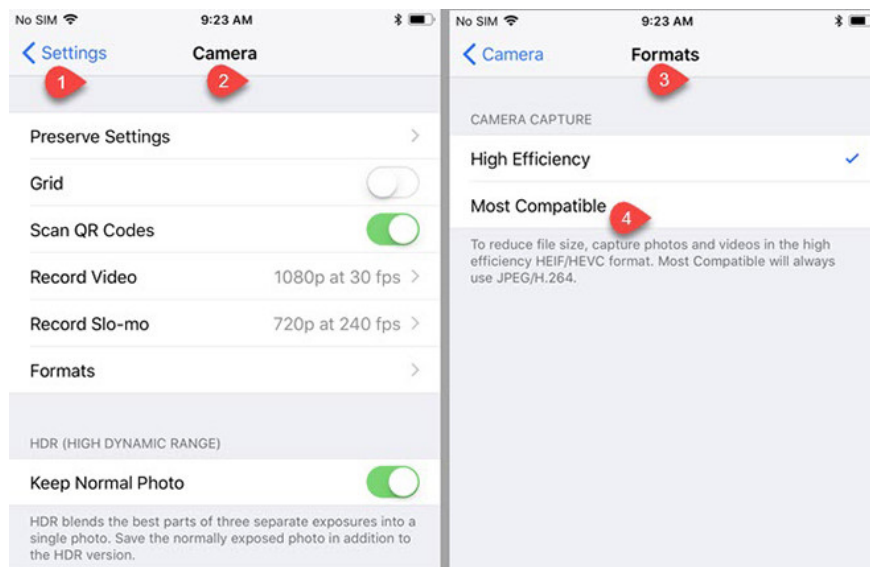 No SIM 9:23 AM
Settings Camera
1 2
Preserve Settings
Grid
Scan QR Codes
Record Video 1080p at 30 fps
Record Slo-mo 720p at 240 fps
Formats
HDR (HIGH DYNAMIC RANGE)
Keep Normal Photo
HDR blends the best parts of three separate exposures into a
single photo. Save the normally exposed photo in addition to
the HDR version.
No SIM 9:23 AM
Camera Formats
3
CAMERA CAPTURE
High Efficiency
Most Compatible
4
To reduce file size, capture photos and videos in the high
efficiency HEIF/HEVC format. Most Compatible will always
use JPEG/H.264.